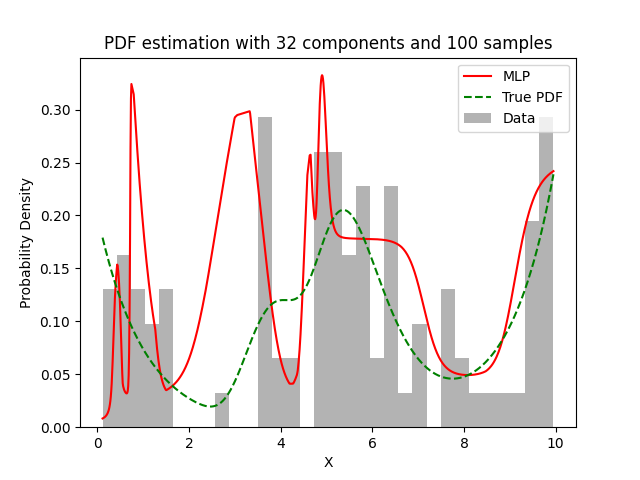 PDF estimation with 32 components and 100 samples
MLP
True PDF
Data
Probability Density
0.30
0.25
0.20
0.15
0.10
0.05
0.00
0 2 4 6 8 10
X